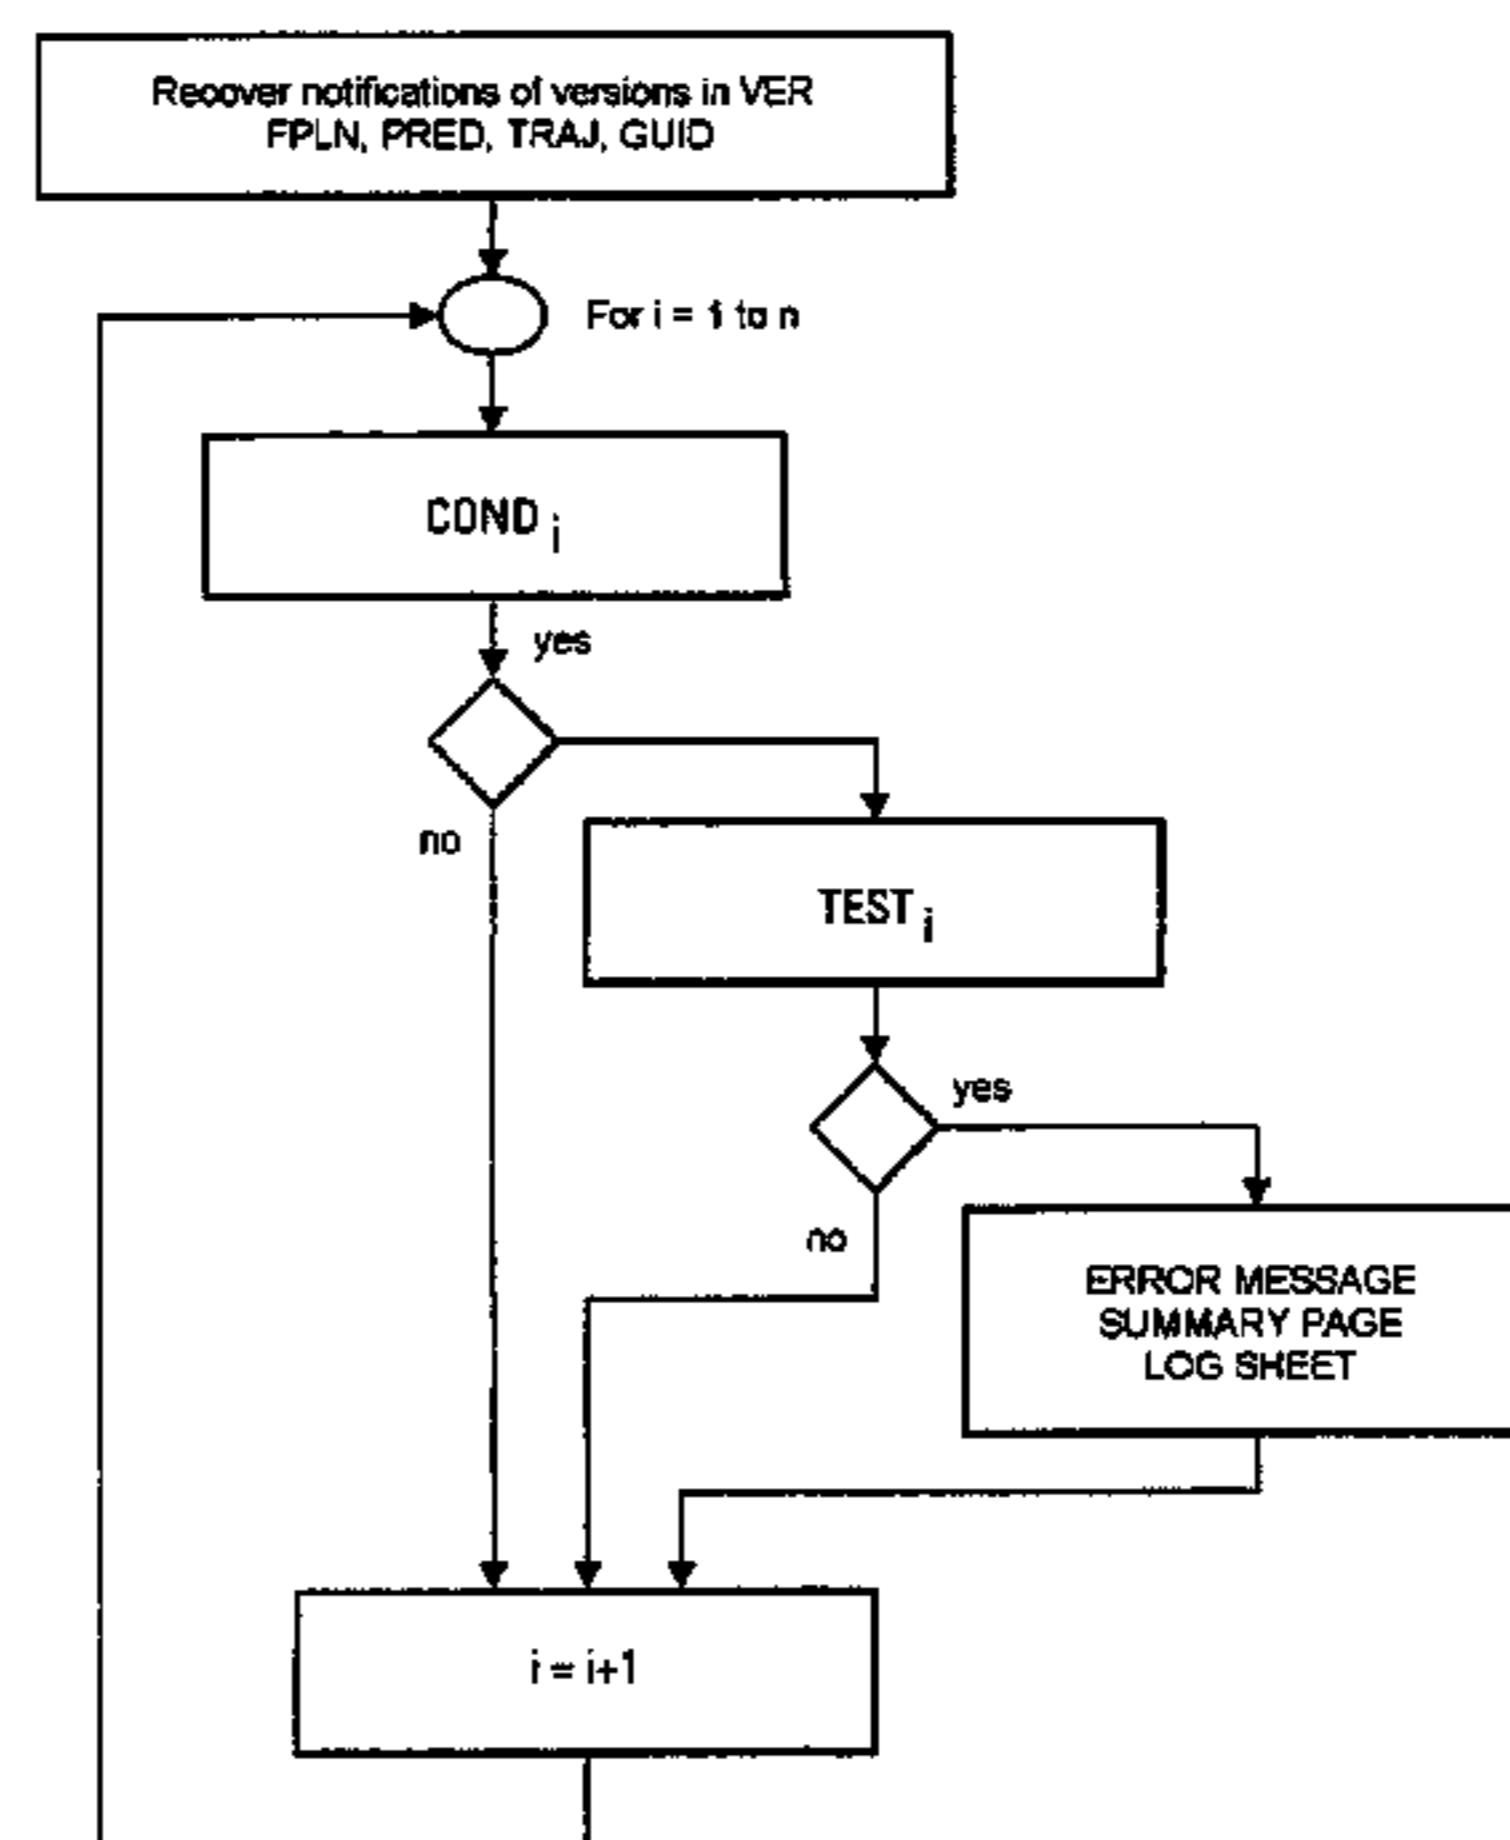 Recover notifications of versions in VER
FPLN, PRED, TRAJ, GUID
For i = 1 to n
COND i
yes
no
TEST i
yes
no
ERROR MESSAGE
SUMMARY PAGE
LOG SHEET
i = i+1